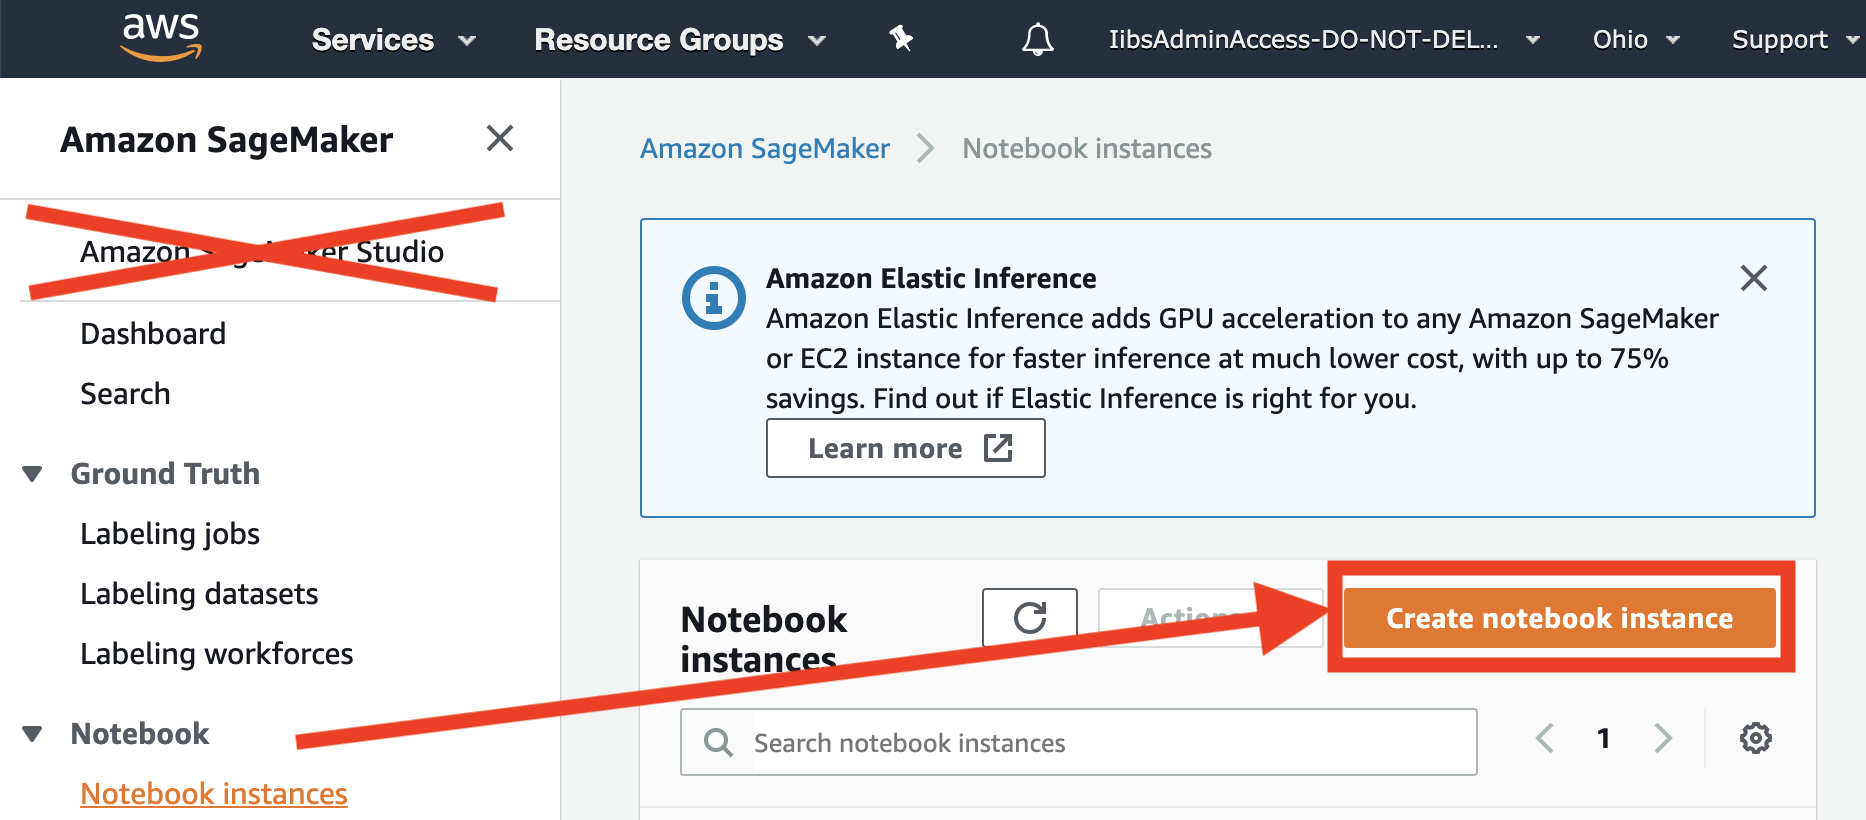 aws
Services
Resource Groups
IibsAdminAccess-DO-NOT-DEL...
Ohio
Support
Amazon SageMaker
Amazon SageMaker Studio
Dashboard
Search
Ground Truth
Labeling jobs
Labeling datasets
Labeling workforces
Notebook
Notebook instances
Amazon SageMaker
Notebook instances
Amazon Elastic Inference
Amazon Elastic Inference adds GPU acceleration to any Amazon SageMaker
or EC2 instance for faster inference at much lower cost, with up to 75%
savings. Find out if Elastic Inference is right for you.
Learn more
Notebook
instances
Actions
Create notebook instance
Search notebook instances
1